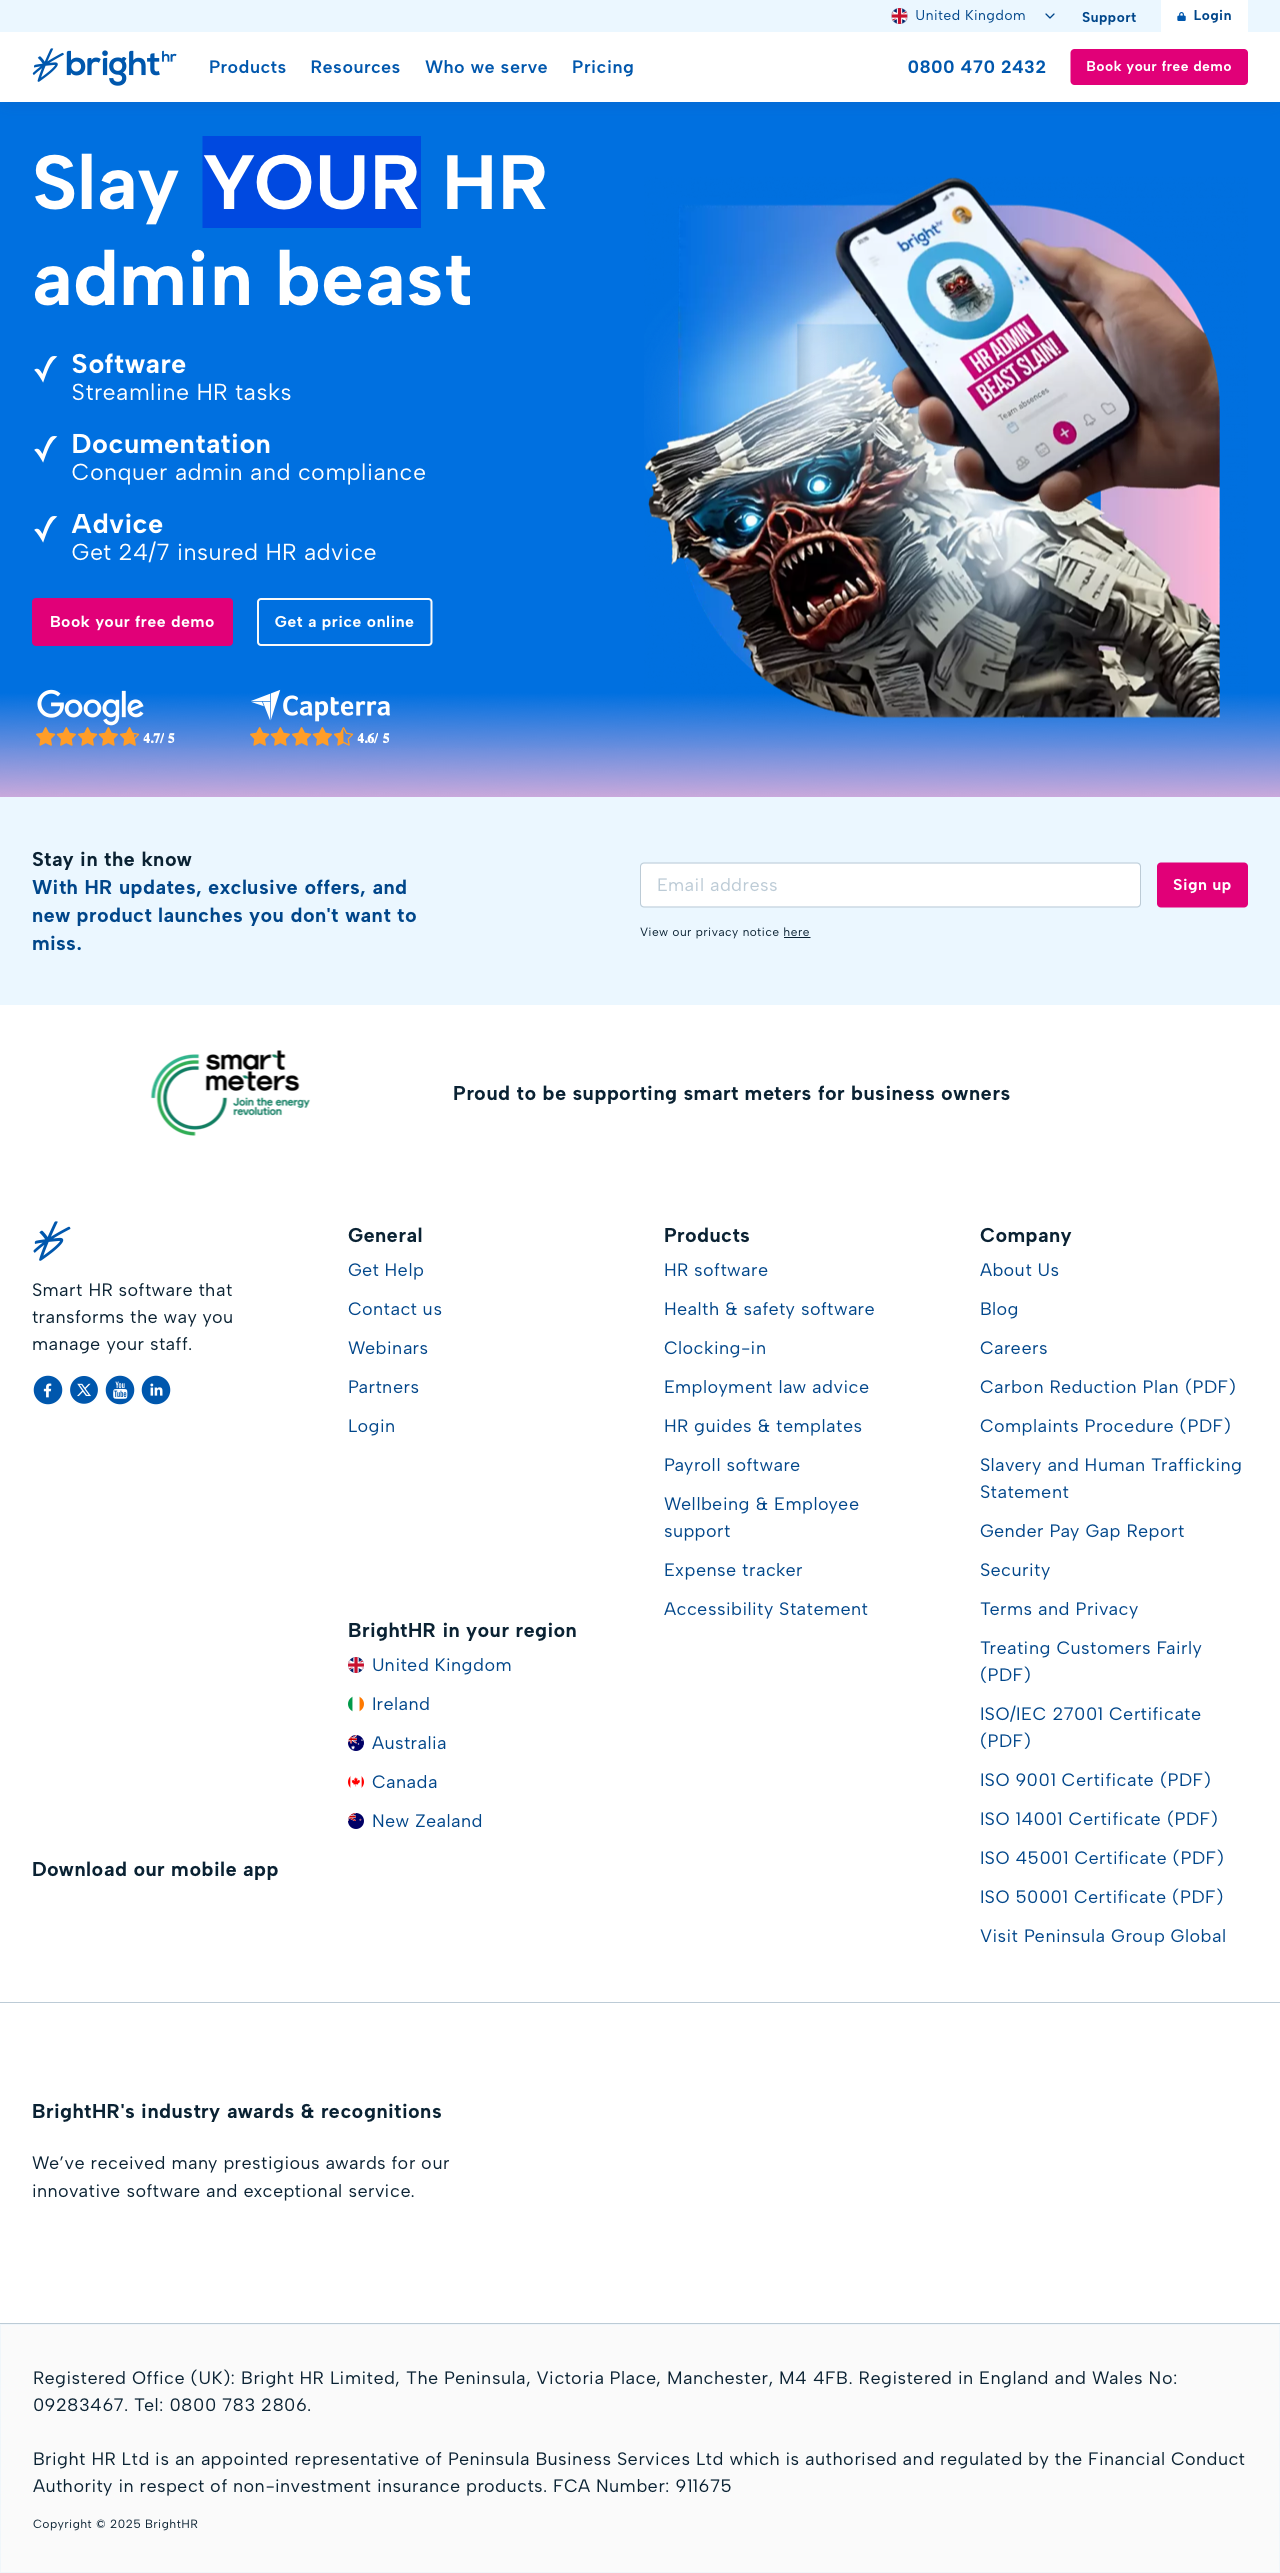 United Kingdom
Support
Login
bright hr
Products
Resources
Who we serve
Pricing
0800 470 2432
Book your free demo
Slay YOUR HR
admin beast
Software
Streamline HR tasks
Documentation
Conquer admin and compliance
Advice
Get 24/7 insured HR advice
Book your free demo
Get a price online
Google
4.7/ 5
Capterra
4.6/ 5
bright hr
HR ADMIN
BEAST SLAIN!
Team absences
Stay in the know
With HR updates, exclusive offers, and
new product launches you don't want to
miss.
Email address
Sign up
View our privacy notice here
smart
meters
Join the energy
revolution
Proud to be supporting smart meters for business owners
Smart HR software that
transforms the way you
manage your staff.
You
Tube
in
General
Get Help
Contact us
Webinars
Partners
Login
BrightHR in your region
United Kingdom
Ireland
Australia
Canada
New Zealand
Download our mobile app
Products
HR software
Health & safety software
Clocking-in
Employment law advice
HR guides & templates
Payroll software
Wellbeing & Employee
support
Expense tracker
Accessibility Statement
Company
About Us
Blog
Careers
Carbon Reduction Plan (PDF)
Complaints Procedure (PDF)
Slavery and Human Trafficking
Statement
Gender Pay Gap Report
Security
Terms and Privacy
Treating Customers Fairly
(PDF)
ISO/IEC 27001 Certificate
(PDF)
ISO 9001 Certificate (PDF)
ISO 14001 Certificate (PDF)
ISO 45001 Certificate (PDF)
ISO 50001 Certificate (PDF)
Visit Peninsula Group Global
BrightHR's industry awards & recognitions
We’ve received many prestigious awards for our
innovative software and exceptional service.
Registered Office (UK): Bright HR Limited, The Peninsula, Victoria Place, Manchester, M4 4FB. Registered in England and Wales No:
09283467. Tel: 0800 783 2806.
Bright HR Ltd is an appointed representative of Peninsula Business Services Ltd which is authorised and regulated by the Financial Conduct
Authority in respect of non-investment insurance products. FCA Number: 911675
Copyright © 2025 BrightHR